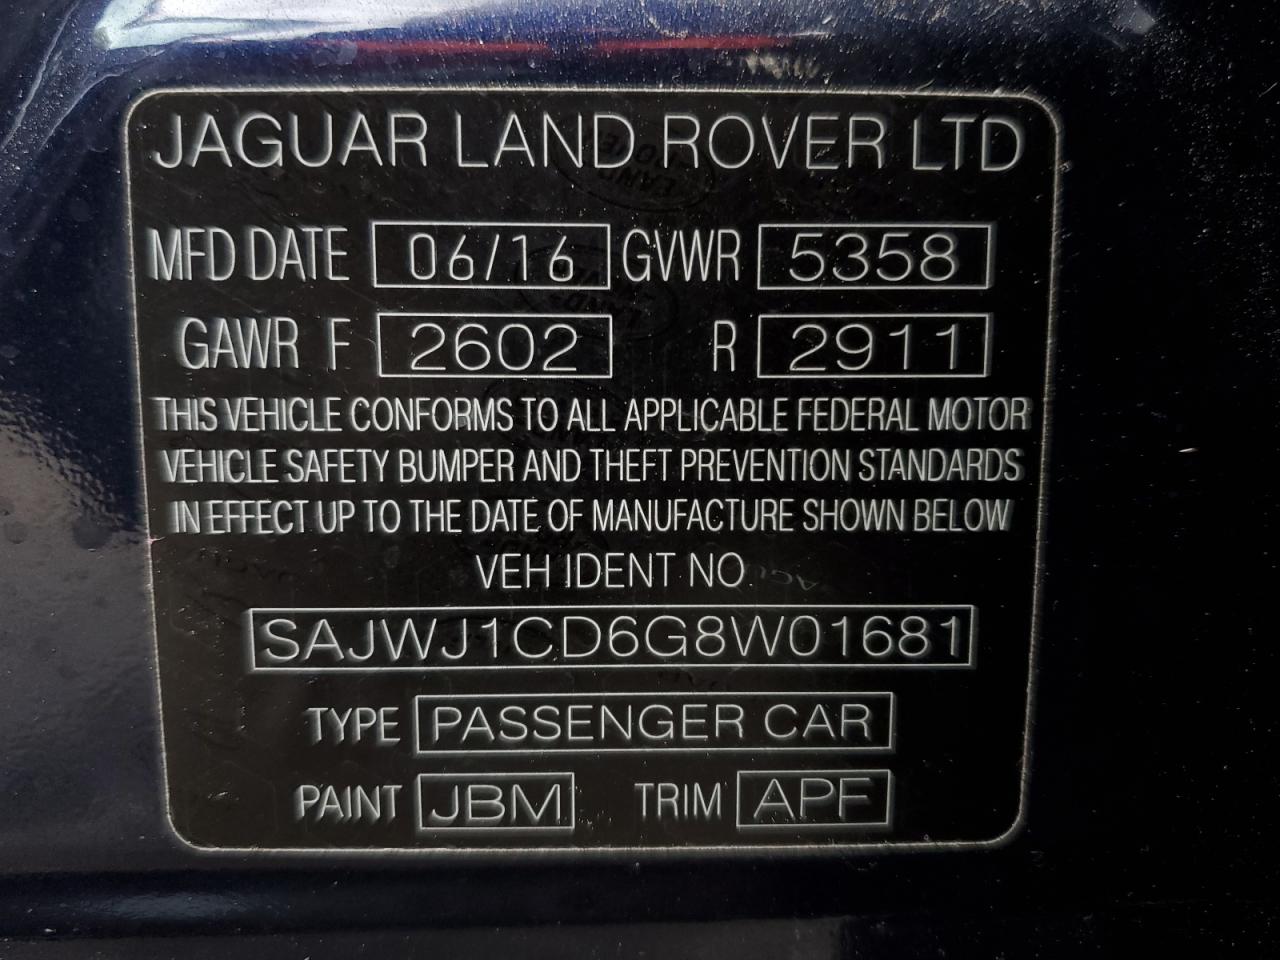 JAGUAR LAND ROVER LTD
MFD DATE 06/16 GVWR 5358
GAWR F 2602 R 2911
THIS VEHICLE CONFORMS TO ALL APPLICABLE FEDERAL MOTOR
VEHICLE SAFETY BUMPER AND THEFT PREVENTION STANDARDS
IN EFFECT UP TO THE DATE OF MANUFACTURE SHOWN BELOW
VEH IDENT NO
SAJWJ1CD6G8W01681
TYPE PASSENGER CAR
PAINT JBM TRIM APF